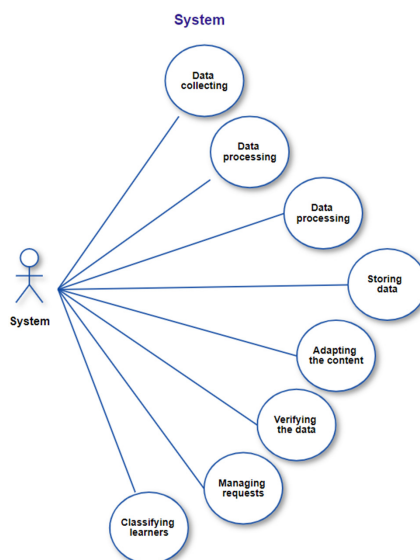 System
Data
collecting
Data
processing
Data
processing
Storing
data
System
Adapting
the content
Verifying
the data
Managing
requests
Classifying
learners